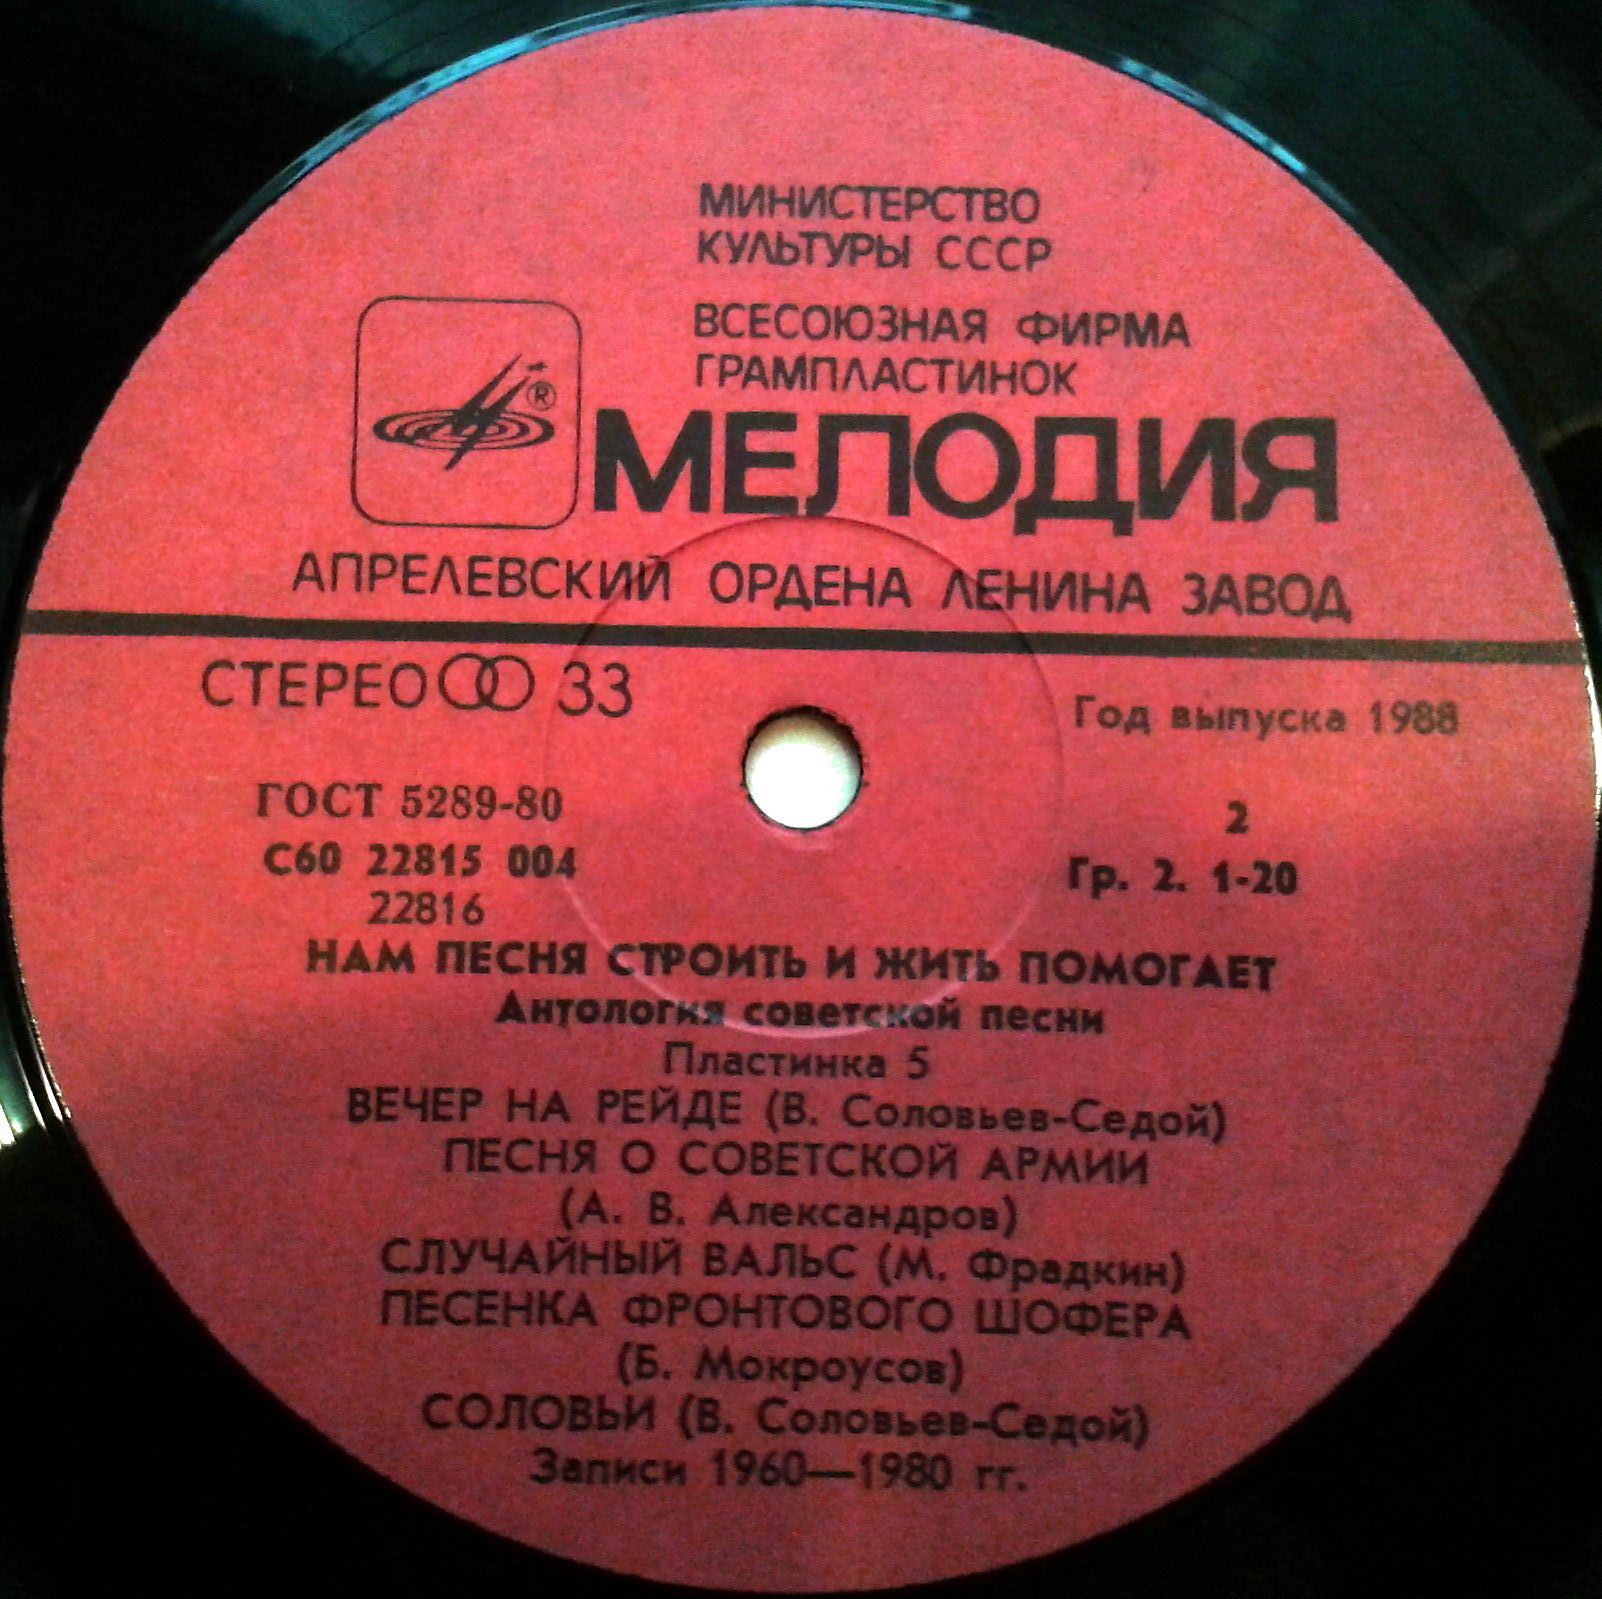 МИНИСТЕРСТВО
КУЛЬТУРЫ СССР
ВСЕСОЮЗНАЯ ФИРМА
ГРАМПЛАСТИНОК
®
МЕЛОДИЯ
АПРЕЛЕВСКИЙ ОРДЕНА ЛЕНИНА ЗАВОД
СТЕРЕО 33
Год выпуска 1988
ГОСТ 5289-80
2
С60 22815 004
Гр. 2. 1-20
22816
НАМ ПЕСНЯ СТРОИТЬ И ЖИТЬ ПОМОГАЕТ
Антология советской песни
Пластинка 5
ВЕЧЕР НА РЕЙДЕ (В. Соловьев-Седой)
ПЕСНЯ О СОВЕТСКОЙ АРМИИ
(А. В. Александров)
СЛУЧАЙНЫЙ ВАЛЬС (М. Фрадкин)
ПЕСЕНКА ФРОНТОВОГО ШОФЕРА
(Б. Мокроусов)
СОЛОВЬИ (В. Соловьев-Седой)
Записи 1960—1980 гг.